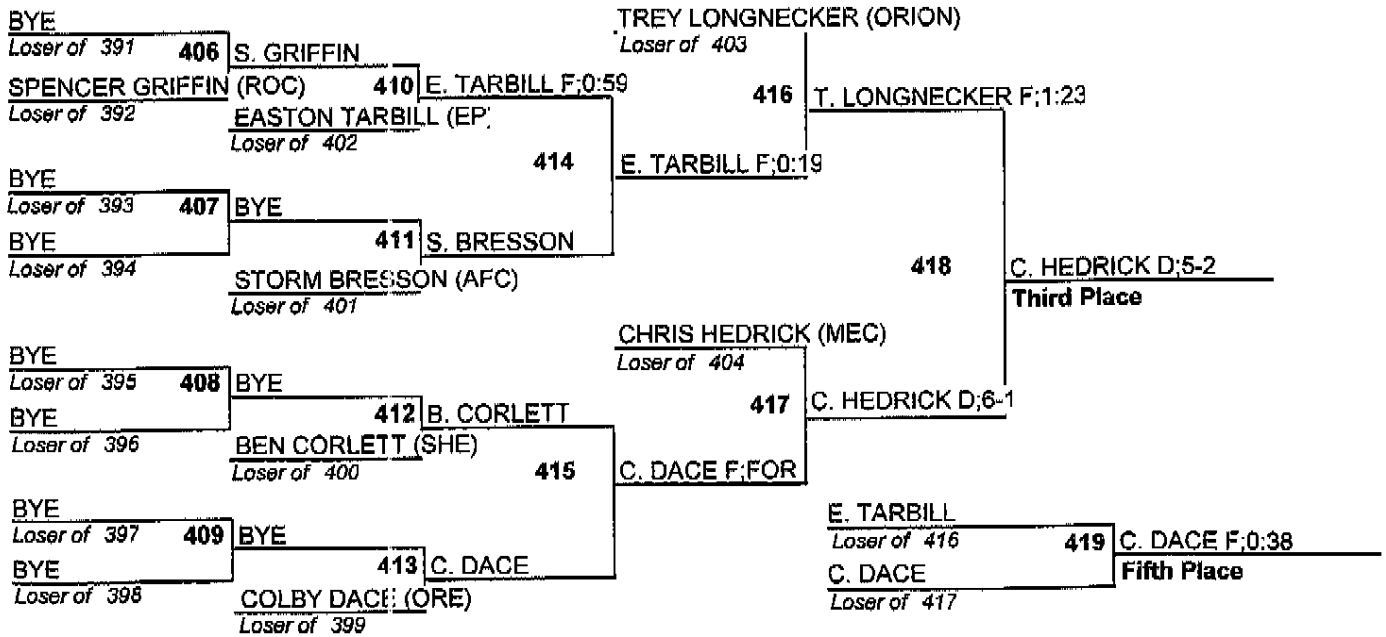 BYE
Loser of 391
406
S. GRIFFIN
SPENCER GRIFFIN (ROC)
Loser of 392
410
E. TARBILL F;0:59
EASTON TARBILL (EP)
Loser of 402
414
E. TARBILL F;0:19
BYE
Loser of 393
407
BYE
BYE
Loser of 394
411
S. BRESSON
STORM BRESSON (AFC)
Loser of 401
TREY LONGNECKER (ORION)
Loser of 403
416
T. LONGNECKER F;1:23
418
C. HEDRICK D;5-2
Third Place
BYE
Loser of 395
408
BYE
BYE
Loser of 396
412
B. CORLETT
BEN CORLETT (SHE)
Loser of 400
415
C. DACE F;FOR
BYE
Loser of 397
409
BYE
BYE
Loser of 398
413
C. DACE
COLBY DACE (ORE)
Loser of 399
CHRIS HEDRICK (MEC)
Loser of 404
417
C. HEDRICK D;6-1
E. TARBILL
Loser of 416
419
C. DACE F;0:38
Fifth Place
C. DACE
Loser of 417